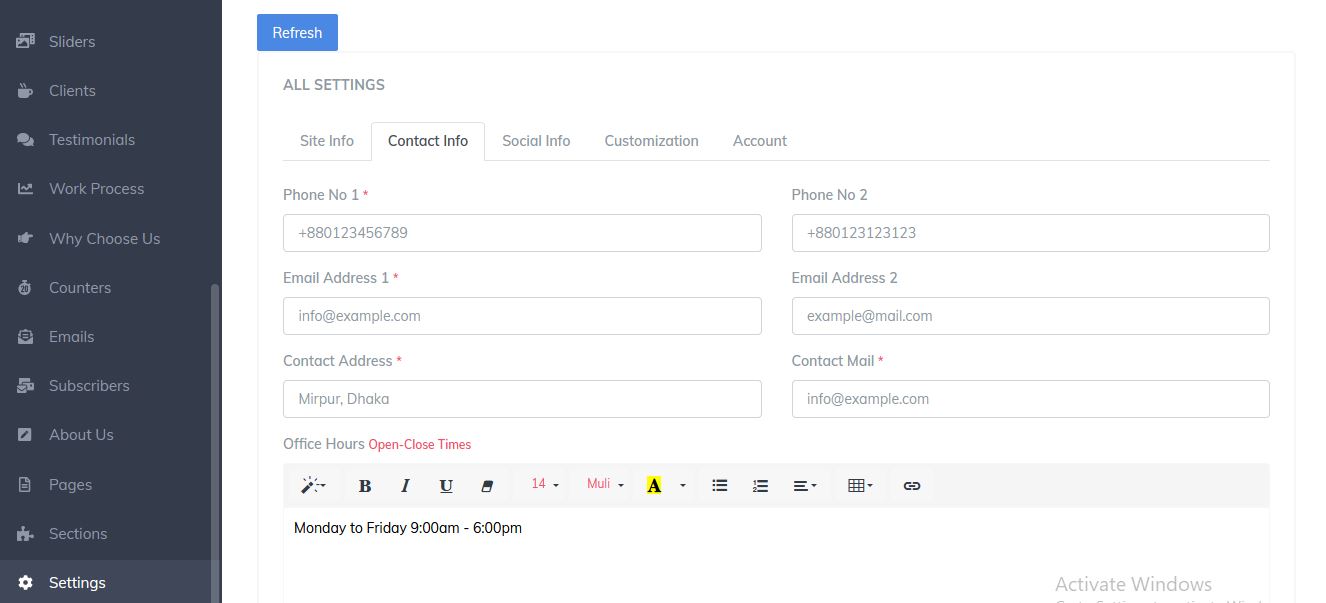 Sliders
Clients
Testimonials
Work Process
Why Choose Us
Counters
Emails
Subscribers
About Us
Pages
Sections
Settings
Refresh
ALL SETTINGS
Site Info Contact Info Social Info Customization Account
Phone No 1 * Phone No 2
+880123456789 +880123123123
Email Address 1 * Email Address 2
info@example.com example@mail.com
Contact Address * Contact Mail *
Mirpur, Dhaka info@example.com
Office Hours Open-Close Times
B I U 14 Muli A
Monday to Friday 9:00am - 6:00pm
Activate Windows